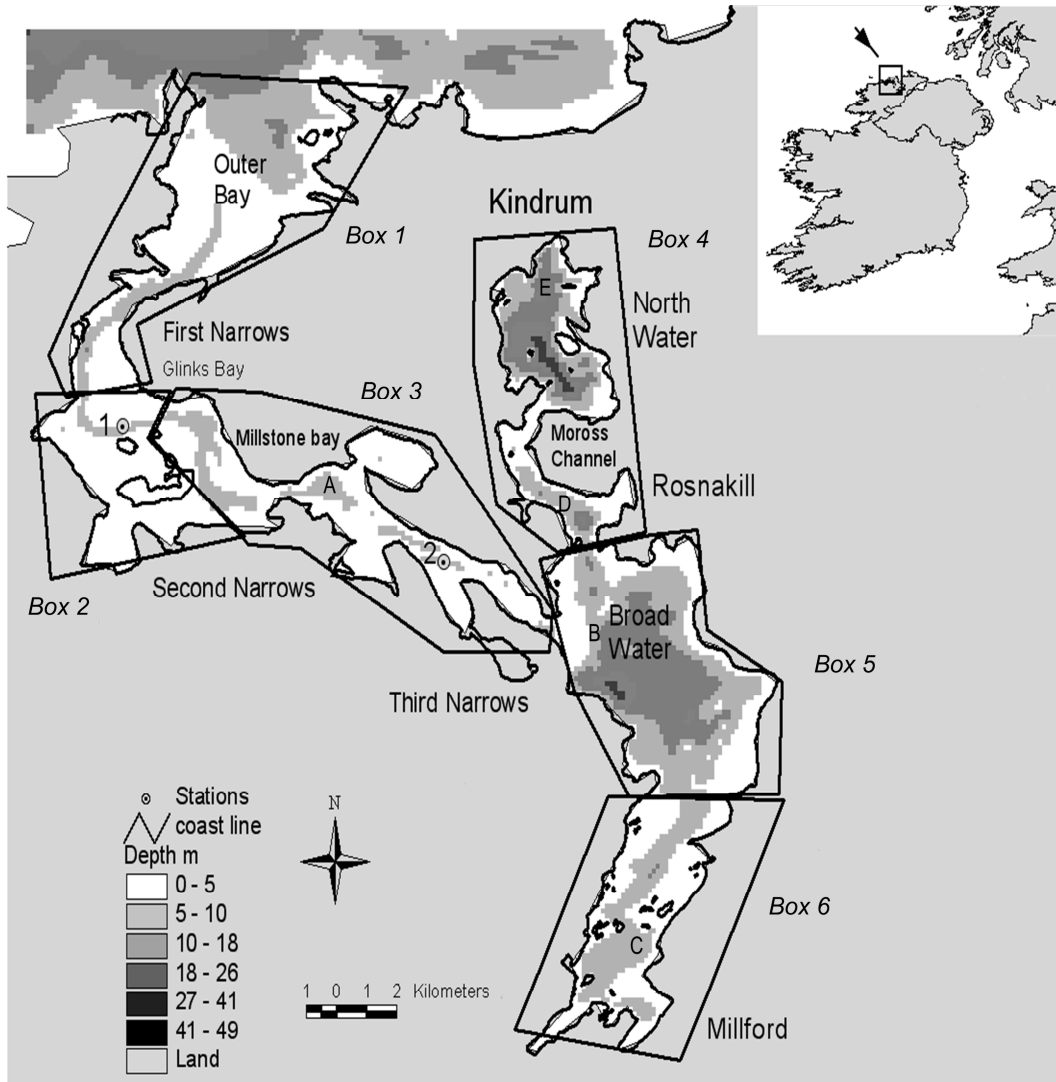 Outer
Bay
Box 1
Kindrum
Box 4
E
North
Water
First Narrows
Glinks Bay
Box 3
1
Millstone bay
Moross
Channel
A
Rosnakill
D
2
Second Narrows
Box 2
B
Broad
Water
Box 5
Third Narrows
Stations
coast line
Depth m
0 - 5
5 - 10
10 - 18
18 - 26
27 - 41
41 - 49
Land
N
1 0 1 2 Kilometers
Box 6
C
Millford